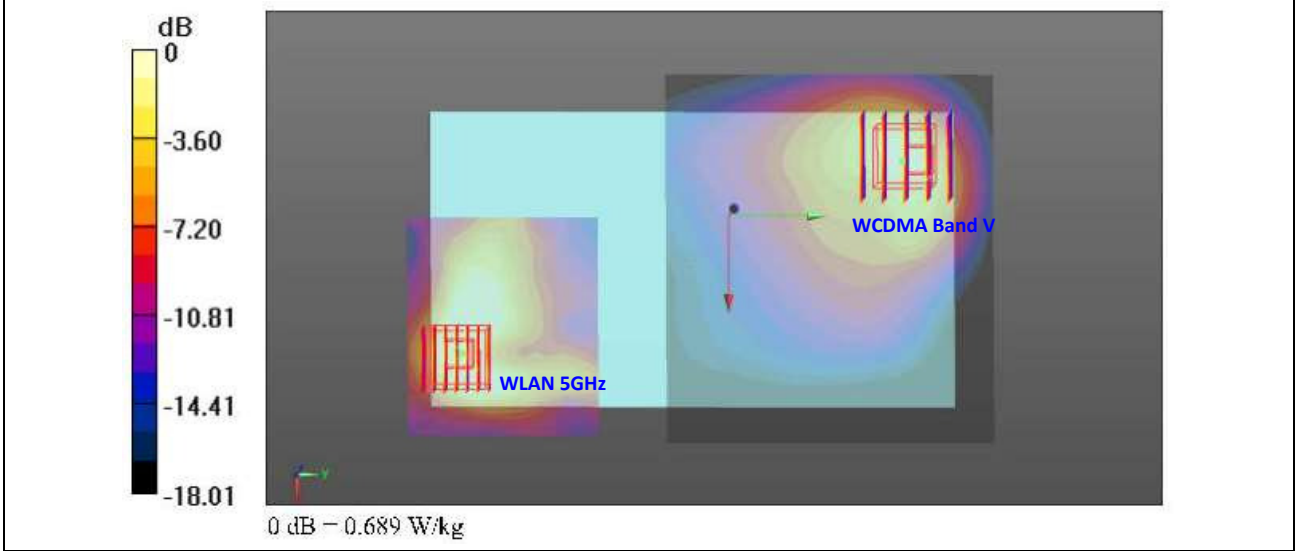 dB
0
-3.60
-7.20
-10.81
-14.41
-18.01
WCDMA Band V
WLAN 5GHz
Y
0 dB = 0.689 W/kg